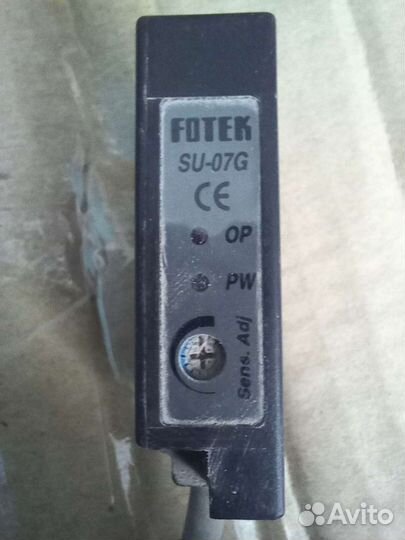 FOTEK
SU-07G
CE
OP
PW
Sens. Adj
Avito